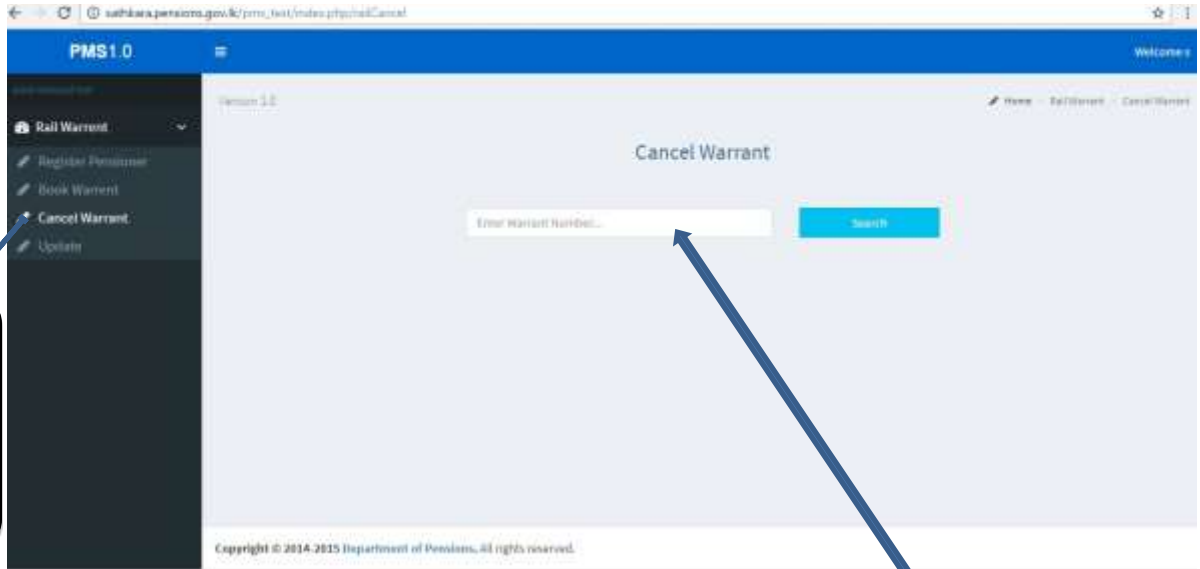 sathkara.pensions.gov.lk/pms_test/index.php/railCancel
PMS1.0
Welcome
Version 1.0
Home
Rail Warrant
Cancel Warrant
Rail Warrent
Register Pensioner
Book Warrent
Cancel Warrant
Update
Cancel Warrant
Enter Warrant Number...
Search
Copyright © 2014-2015 Department of Pensions. All rights reserved.